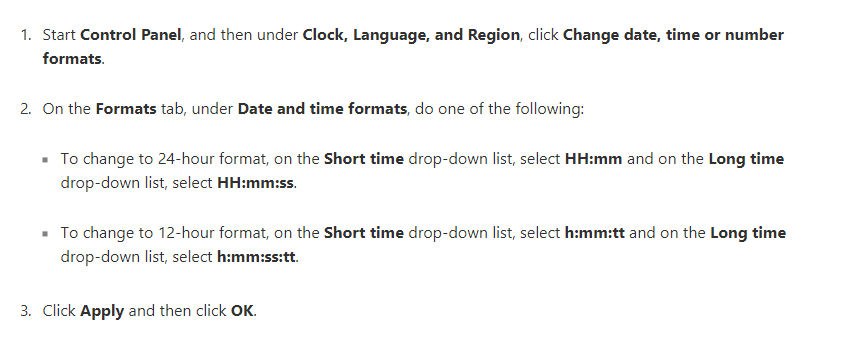 1. Start Control Panel, and then under Clock, Language, and Region, click Change date, time or number
formats.
2. On the Formats tab, under Date and time formats, do one of the following:
▪ To change to 24-hour format, on the Short time drop-down list, select HH:mm and on the Long time
drop-down list, select HH:mm:ss.
▪ To change to 12-hour format, on the Short time drop-down list, select h:mm:tt and on the Long time
drop-down list, select h:mm:ss:tt.
3. Click Apply and then click OK.